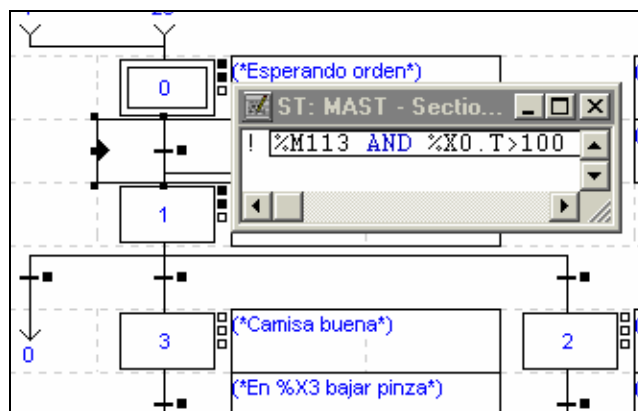 0
(*Esperando orden*)
ST: MAST - Sectio...
! %M113 AND %X0.T>100
1
0
3
(*Camisa buena*)
2
(*En %X3 bajar pinza*)